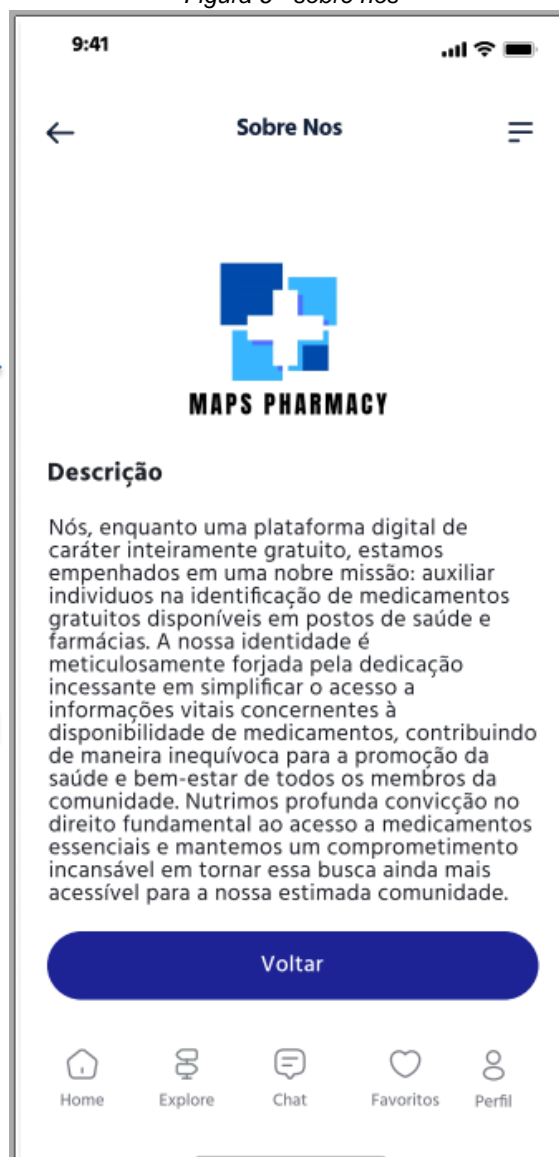 9:41
Sobre Nos
MAPS PHARMACY
Descrição
Nós, enquanto uma plataforma digital de
caráter inteiramente gratuito, estamos
empenhados em uma nobre missão: auxiliar
individuos na identificação de medicamentos
gratuitos disponíveis em postos de saúde e
farmácias. A nossa identidade é
meticulosamente forjada pela dedicação
incessante em simplificar o acesso a
informações vitais concernentes à
disponibilidade de medicamentos, contribuindo
de maneira inequívoca para a promoção da
saúde e bem-estar de todos os membros da
comunidade. Nutrimos profunda convicção no
direito fundamental ao acesso a medicamentos
essenciais e mantemos um comprometimento
incansável em tornar essa busca ainda mais
acessível para a nossa estimada comunidade.
Voltar
Home Explore Chat Favoritos Perfil